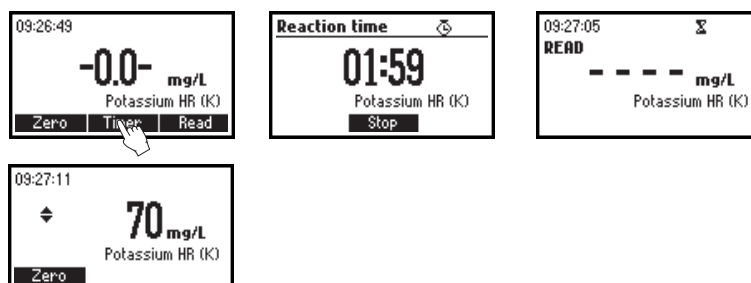 09:26:49
-0.0- mg/L
Potassium HR (K)
Zero Timer Read
Reaction time
01:59
Potassium HR (K)
Stop
09:27:05
READ
---- mg/L
Potassium HR (K)
09:27:11
70 mg/L
Potassium HR (K)
Zero